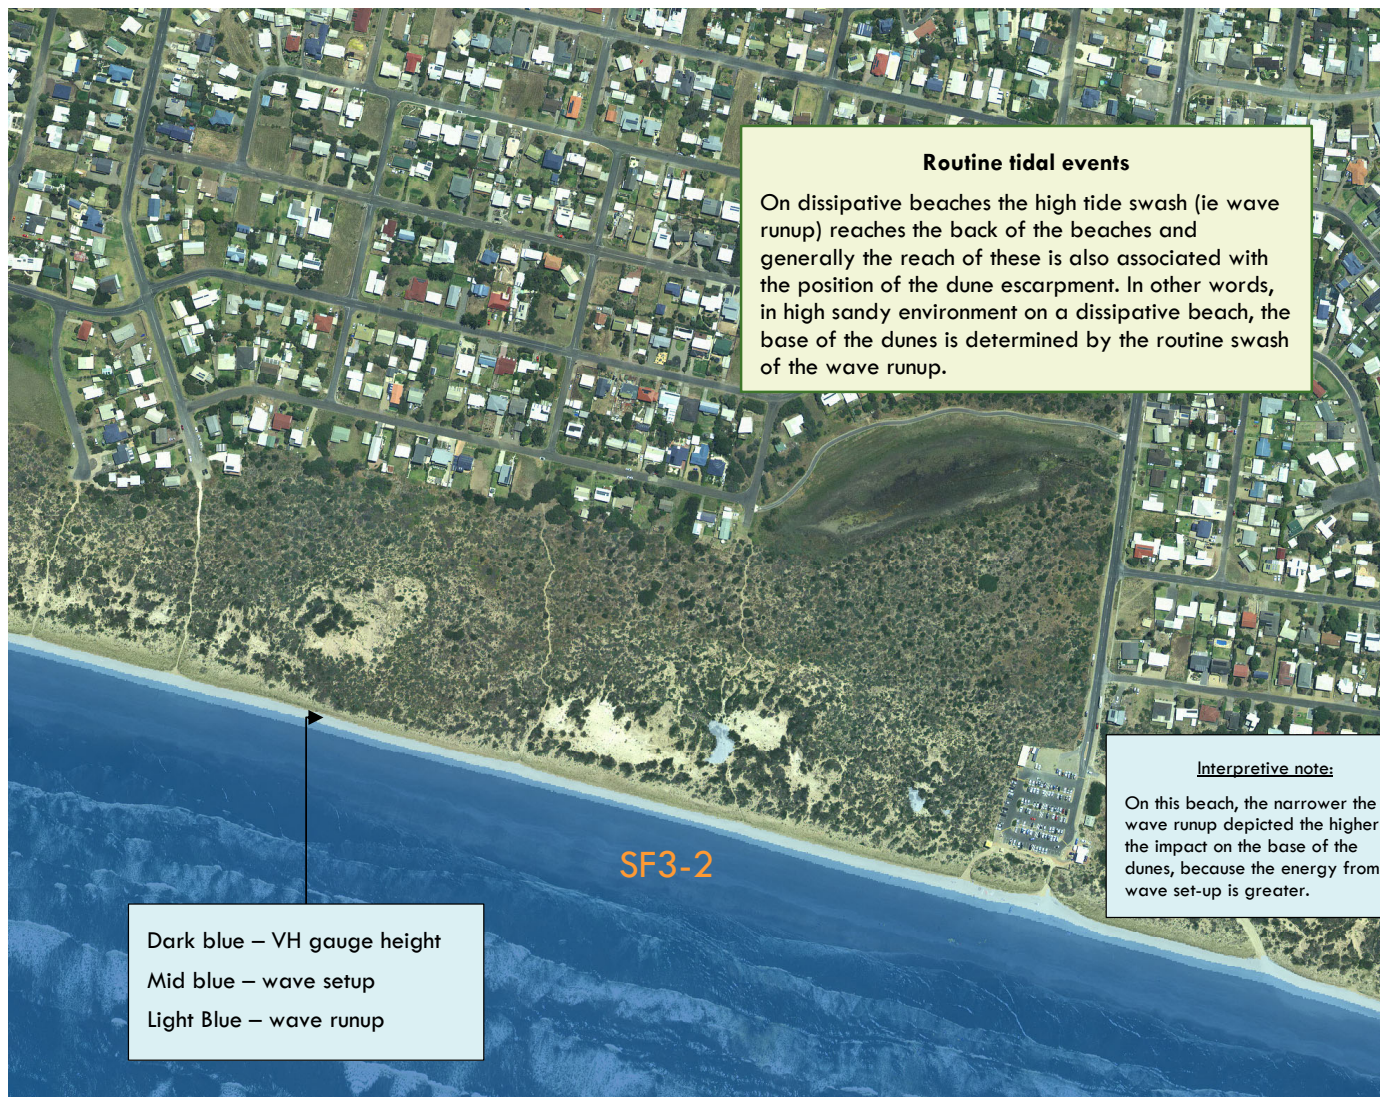 Routine tidal events
On dissipative beaches the high tide swash (ie wave
runup) reaches the back of the beaches and
generally the reach of these is also associated with
the position of the dune escarpment. In other words,
in high sandy environment on a dissipative beach, the
base of the dunes is determined by the routine swash
of the wave runup.
Interpretive note:
On this beach, the narrower the
wave runup depicted the higher
the impact on the base of the
dunes, because the energy from
wave set-up is greater.
SF3-2
Dark blue – VH gauge height
Mid blue – wave setup
Light Blue – wave runup